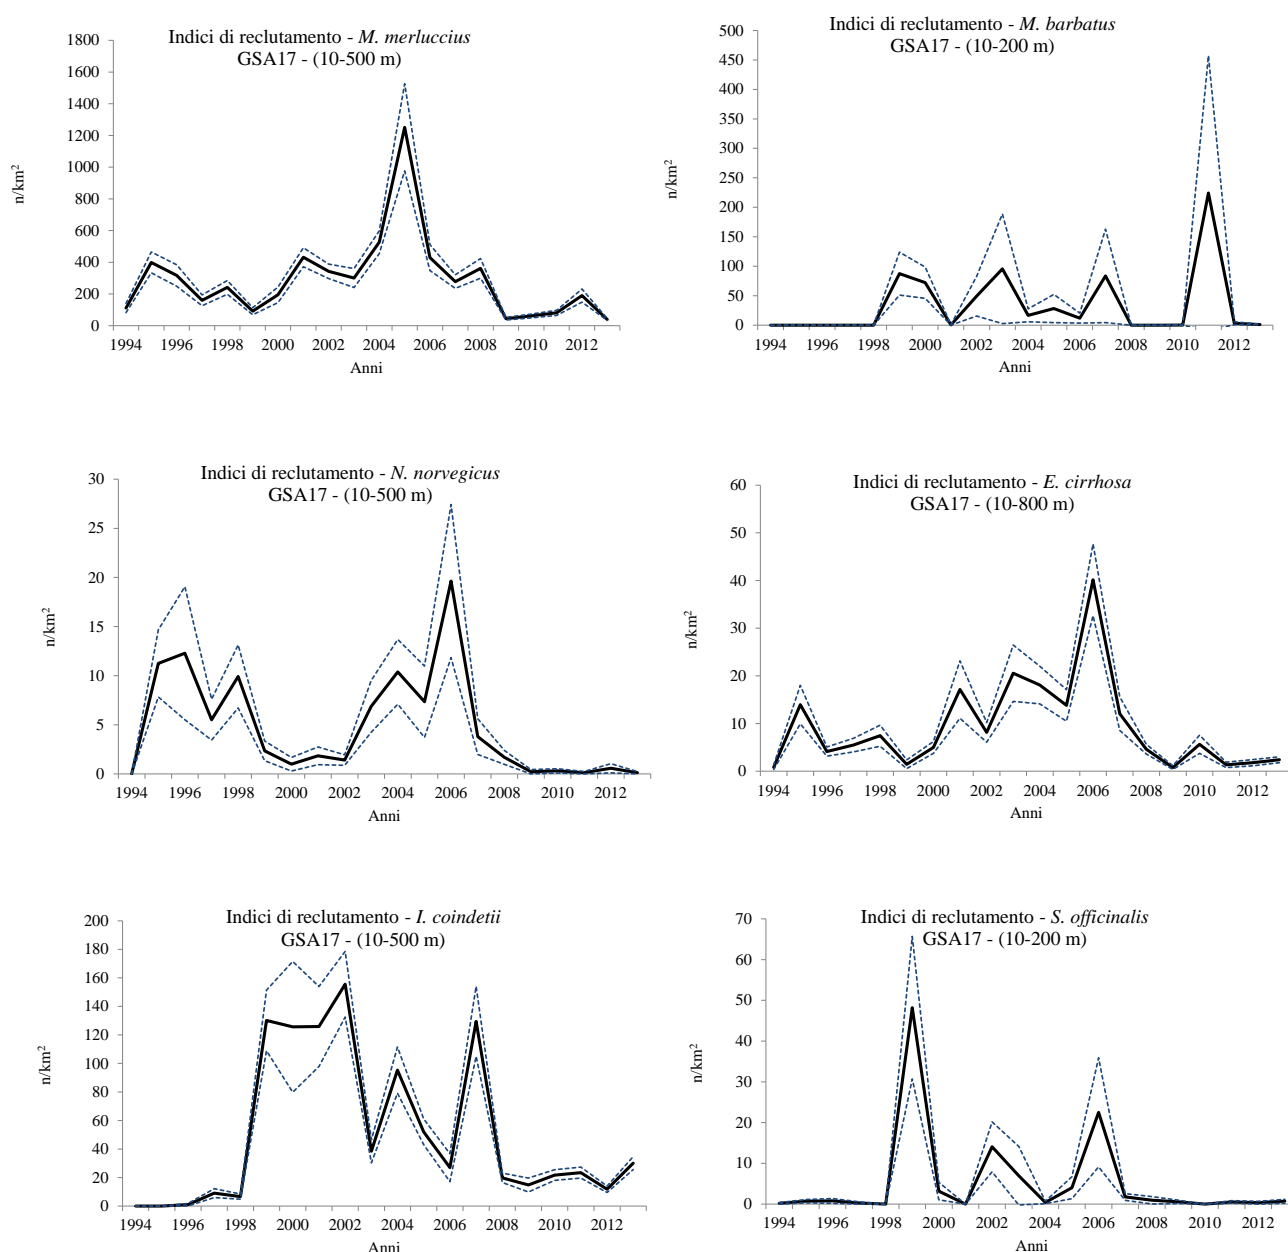 Indici di reclutamento - M. merluccius
GSA17 - (10-500 m)
1800
1600
1400
1200
1000
800
600
400
200
0
n/km²
1994 1996 1998 2000 2002 2004 2006 2008 2010 2012
Anni
Indici di reclutamento - M. barbatus
GSA17 - (10-200 m)
500
450
400
350
300
250
200
150
100
50
0
n/km²
1994 1996 1998 2000 2002 2004 2006 2008 2010 2012
Anni
Indici di reclutamento - N. norvegicus
GSA17 - (10-500 m)
30
25
20
15
10
5
0
n/km²
1994 1996 1998 2000 2002 2004 2006 2008 2010 2012
Anni
Indici di reclutamento - E. cirrhosa
GSA17 - (10-800 m)
60
50
40
30
20
10
0
n/km²
1994 1996 1998 2000 2002 2004 2006 2008 2010 2012
Anni
Indici di reclutamento - I. coindetii
GSA17 - (10-500 m)
200
180
160
140
120
100
80
60
40
20
0
n/km²
1994 1996 1998 2000 2002 2004 2006 2008 2010 2012
Anni
Indici di reclutamento - S. officinalis
GSA17 - (10-200 m)
70
60
50
40
30
20
10
0
n/km²
1994 1996 1998 2000 2002 2004 2006 2008 2010 2012
Anni